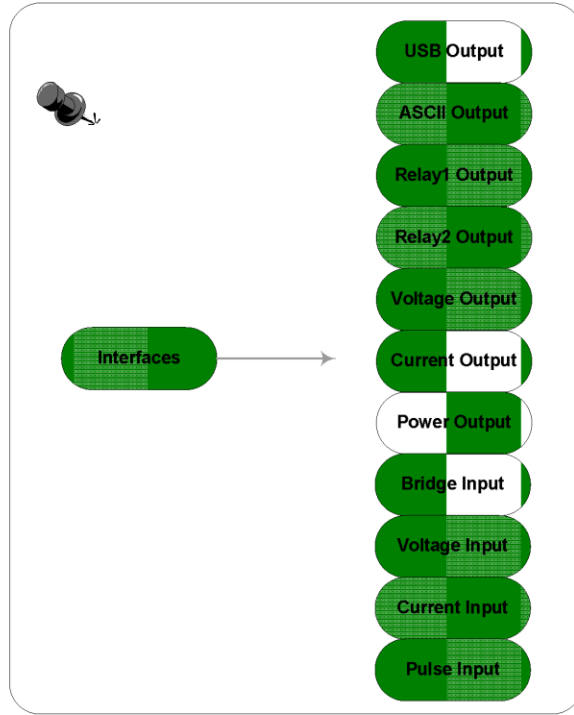 USB Output
ASCII Output
Relay1 Output
Relay2 Output
Voltage Output
Interfaces
Current Output
Power Output
Bridge Input
Voltage Input
Current Input
Pulse Input